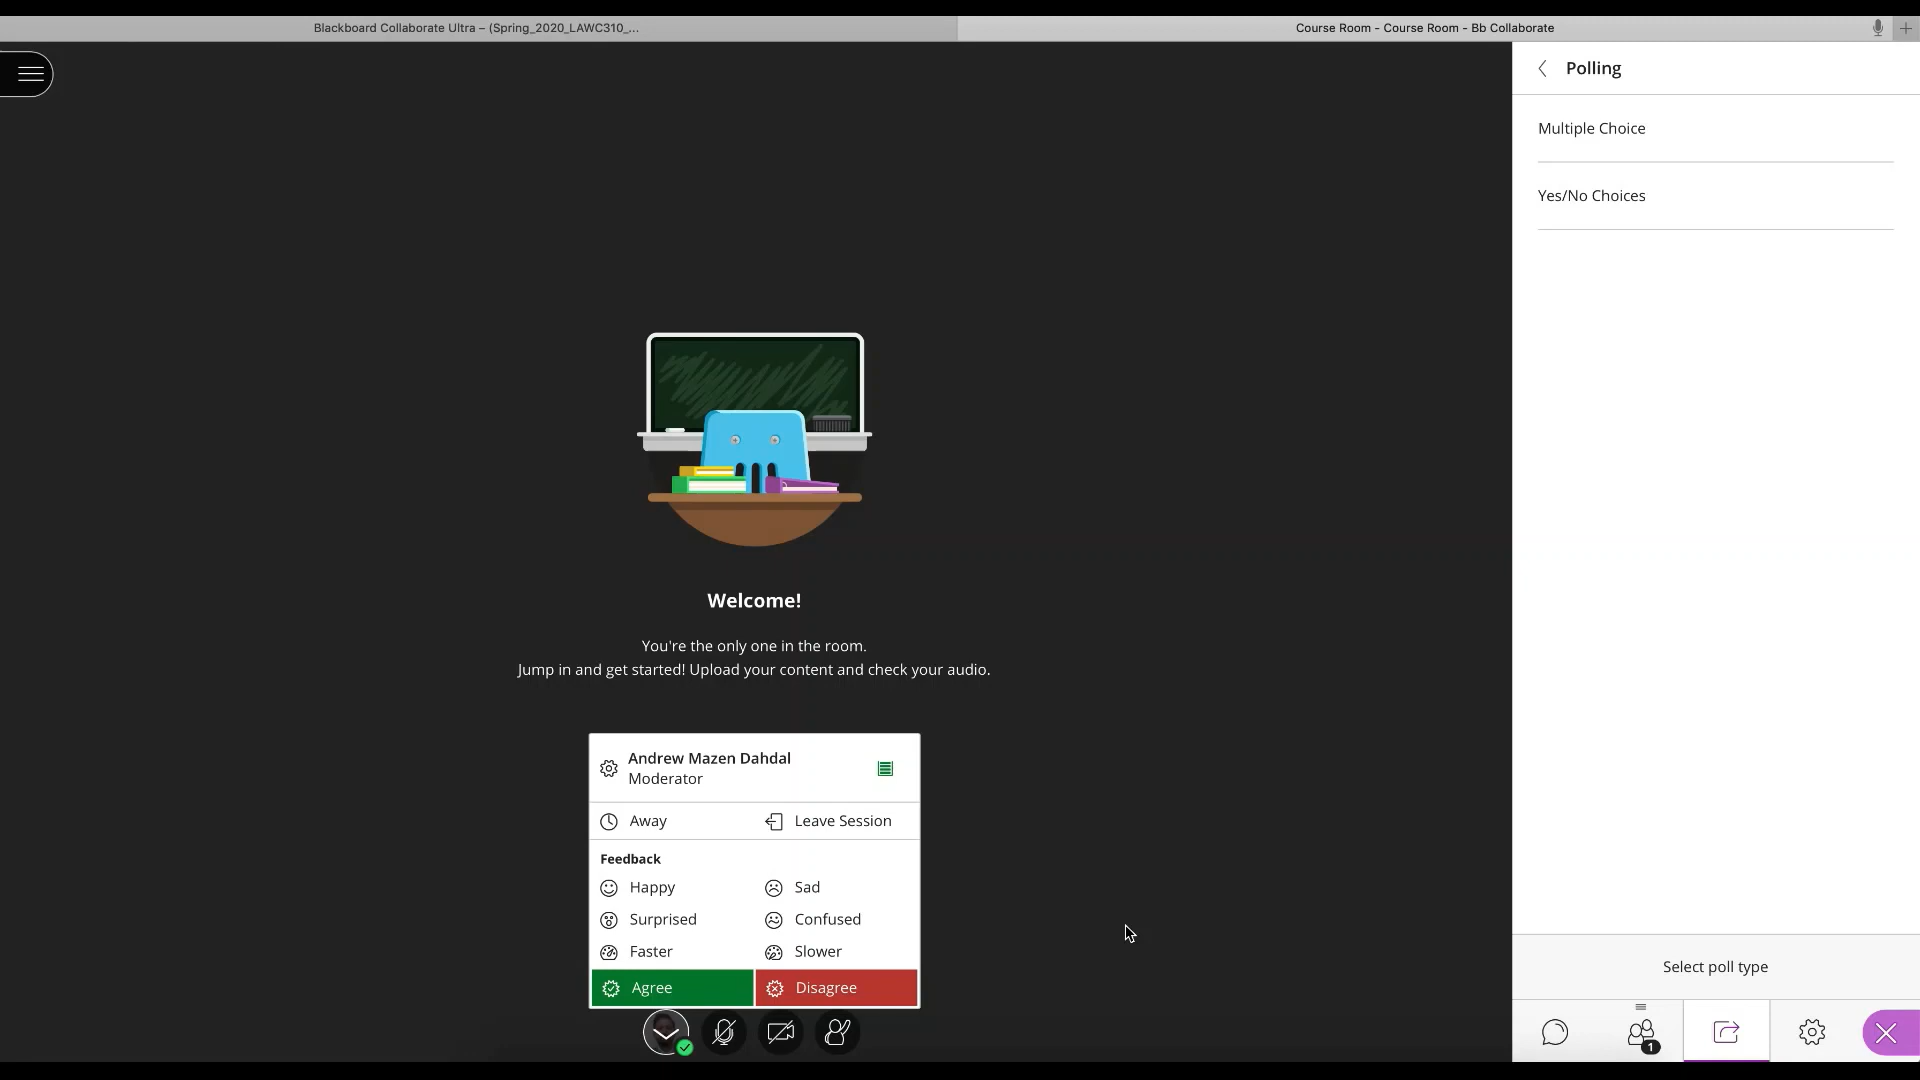 Blackboard Collaborate Ultra – (Spring_2020_LAWC310_...
Course Room - Course Room - Bb Collaborate
Polling
Multiple Choice
Yes/No Choices
Welcome!
You're the only one in the room.
Jump in and get started! Upload your content and check your audio.
Andrew Mazen Dahdal
Moderator
Away
Leave Session
Feedback
Happy
Sad
Surprised
Confused
Faster
Slower
Agree
Disagree
Select poll type
1